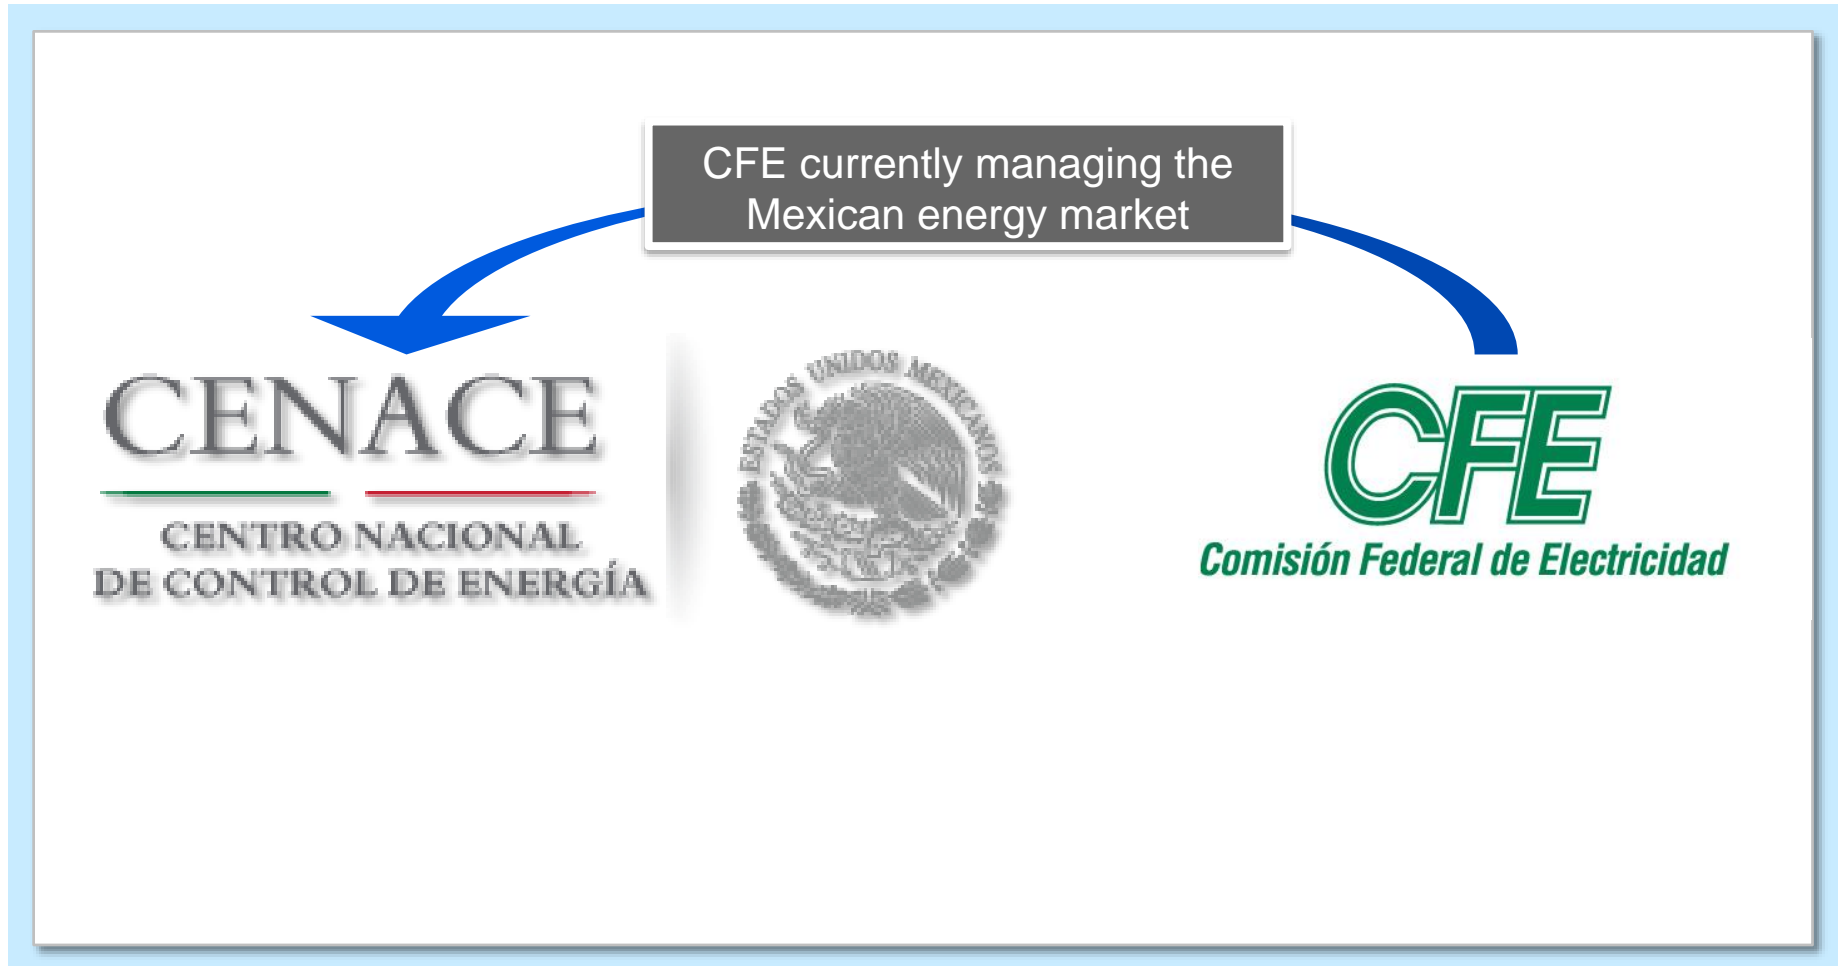 CFE currently managing the
Mexican energy market
CENACE
CENTRO NACIONAL
DE CONTROL DE ENERGÍA
ESTADOS UNIDOS MEXICANOS
CFE
Comisión Federal de Electricidad